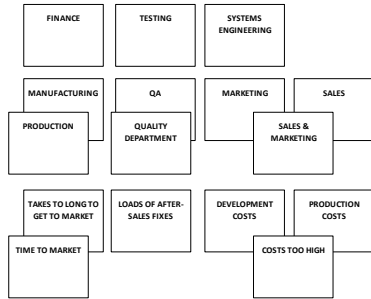 FINANCE
TESTING
SYSTEMS
ENGINEERING
MANUFACTURING
QA
MARKETING
SALES
PRODUCTION
QUALITY
DEPARTMENT
SALES &
MARKETING
TAKES TO LONG TO
GET TO MARKET
LOADS OF AFTER-
SALES FIXES
DEVELOPMENT
COSTS
PRODUCTION
COSTS
TIME TO MARKET
COSTS TOO HIGH